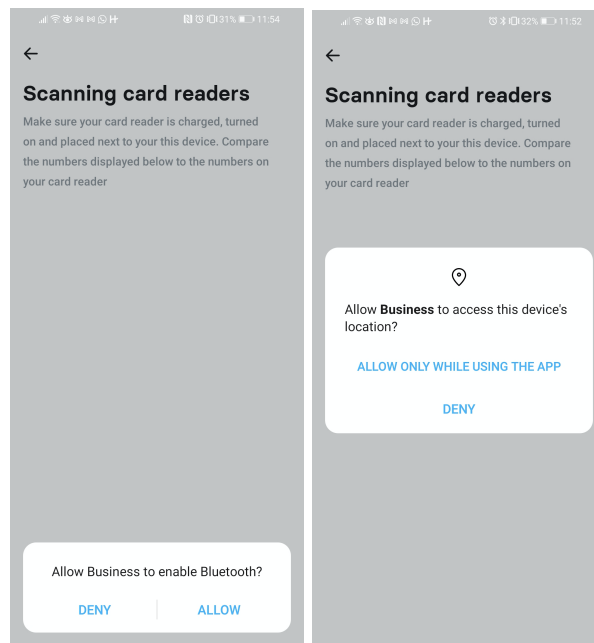 31% 11:54
Scanning card readers
Make sure your card reader is charged, turned
on and placed next to your this device. Compare
the numbers displayed below to the numbers on
your card reader
Allow Business to enable Bluetooth?
DENY ALLOW
32% 11:52
Scanning card readers
Make sure your card reader is charged, turned
on and placed next to your this device. Compare
the numbers displayed below to the numbers on
your card reader
Allow Business to access this device's
location?
ALLOW ONLY WHILE USING THE APP
DENY